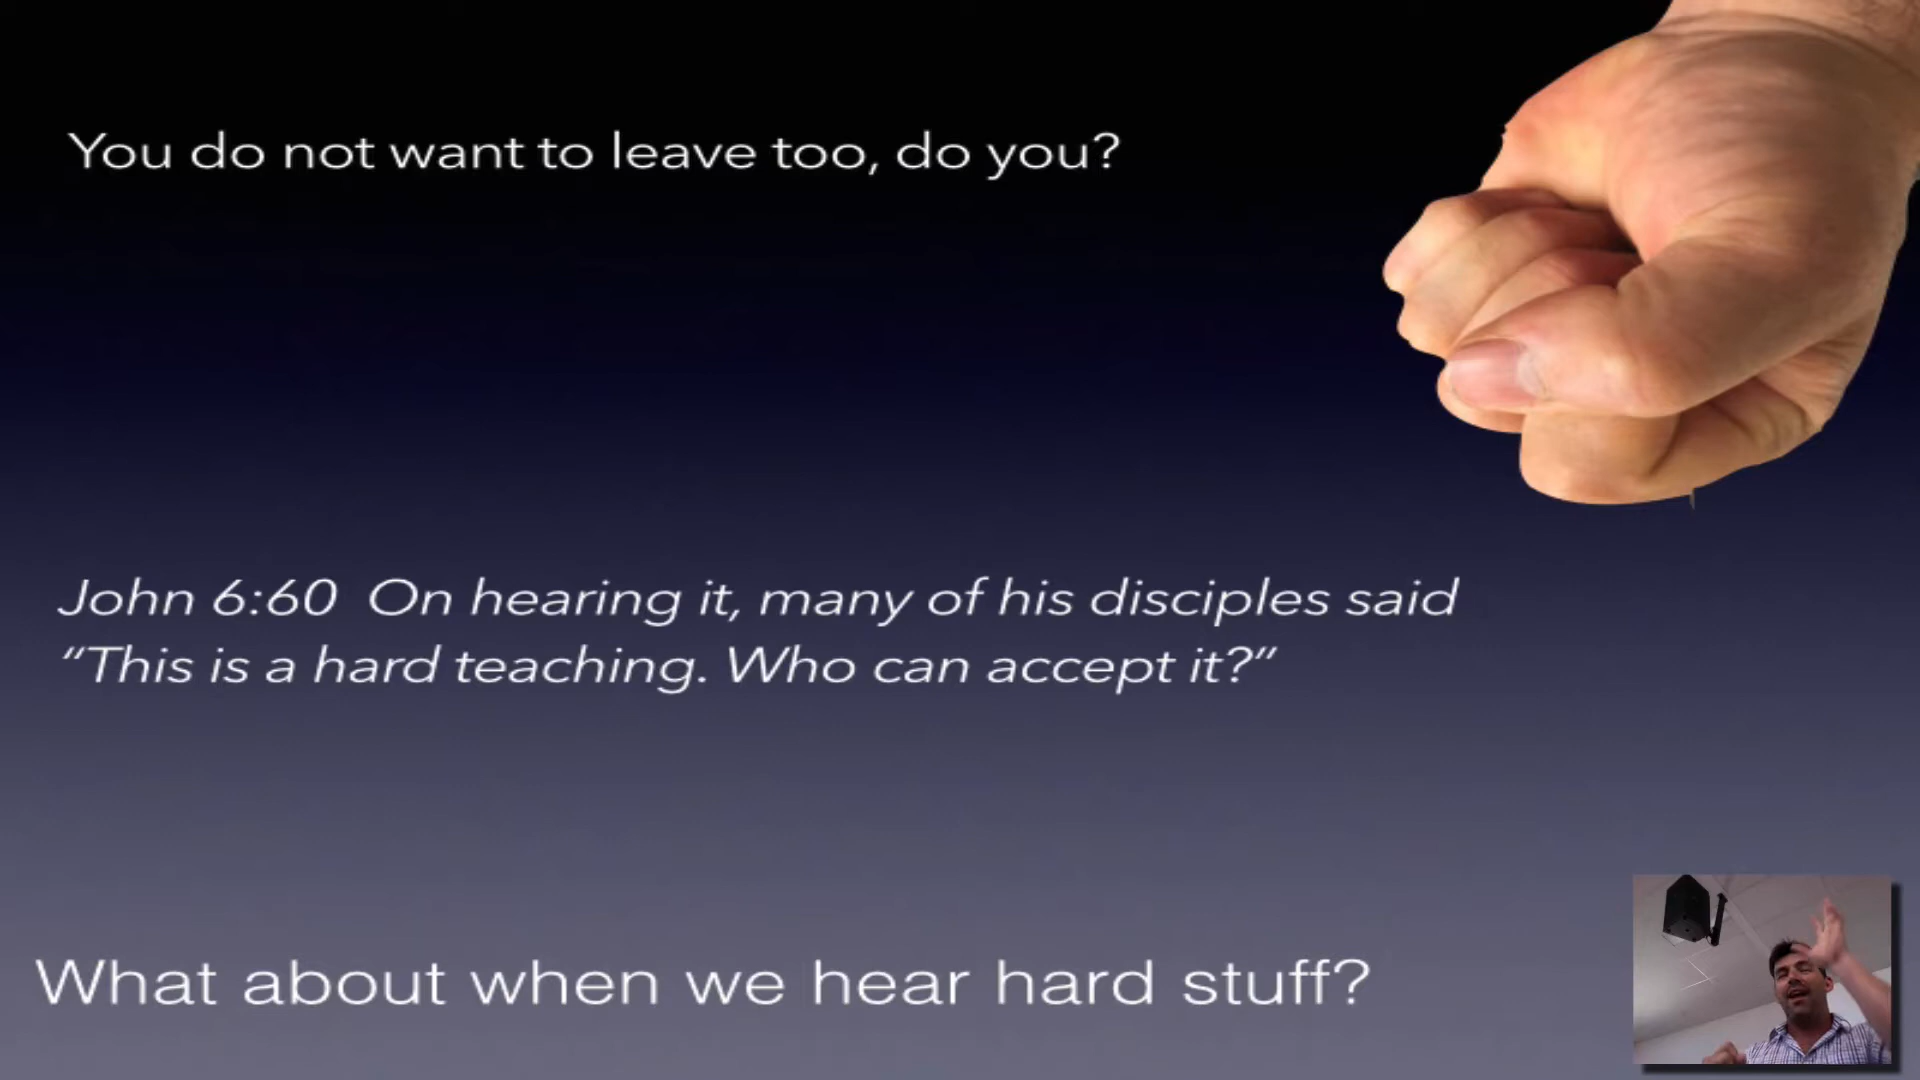 You do not want to leave too, do you?
John 6:60 On hearing it, many of his disciples said
“This is a hard teaching. Who can accept it?”
What about when we hear hard stuff?